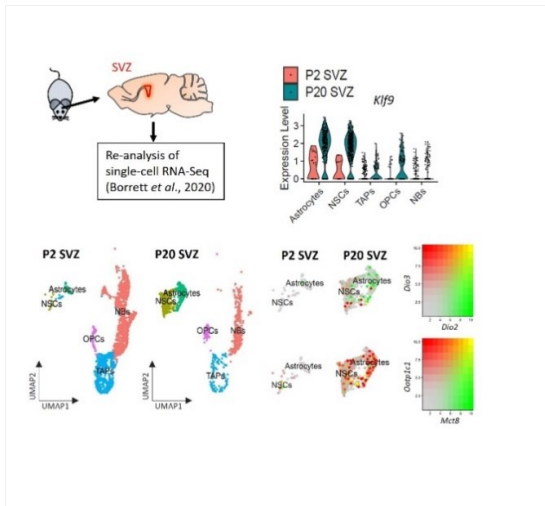 SVZ
Re-analysis of
single-cell RNA-Seq
(Borrett et al., 2020)
P2 SVZ
P20 SVZ
Klf9
Expression Level
3
2
1
0
Astrocytes
NSCs
TAPs
OPCs
NBs
P2 SVZ
P20 SVZ
Astrocytes
NSCs
NBs
OPCs
TAPs
UMAP2
UMAP1
Astrocytes
NSCs
OPCs
NBs
TAPs
UMAP2
UMAP1
P2 SVZ
P20 SVZ
Astrocytes
NSCs
Astrocytes
NSCs
Dio3
Dio2
Astrocytes
NSCs
Astrocytes
NSCs
Oatp1c1
Mct8